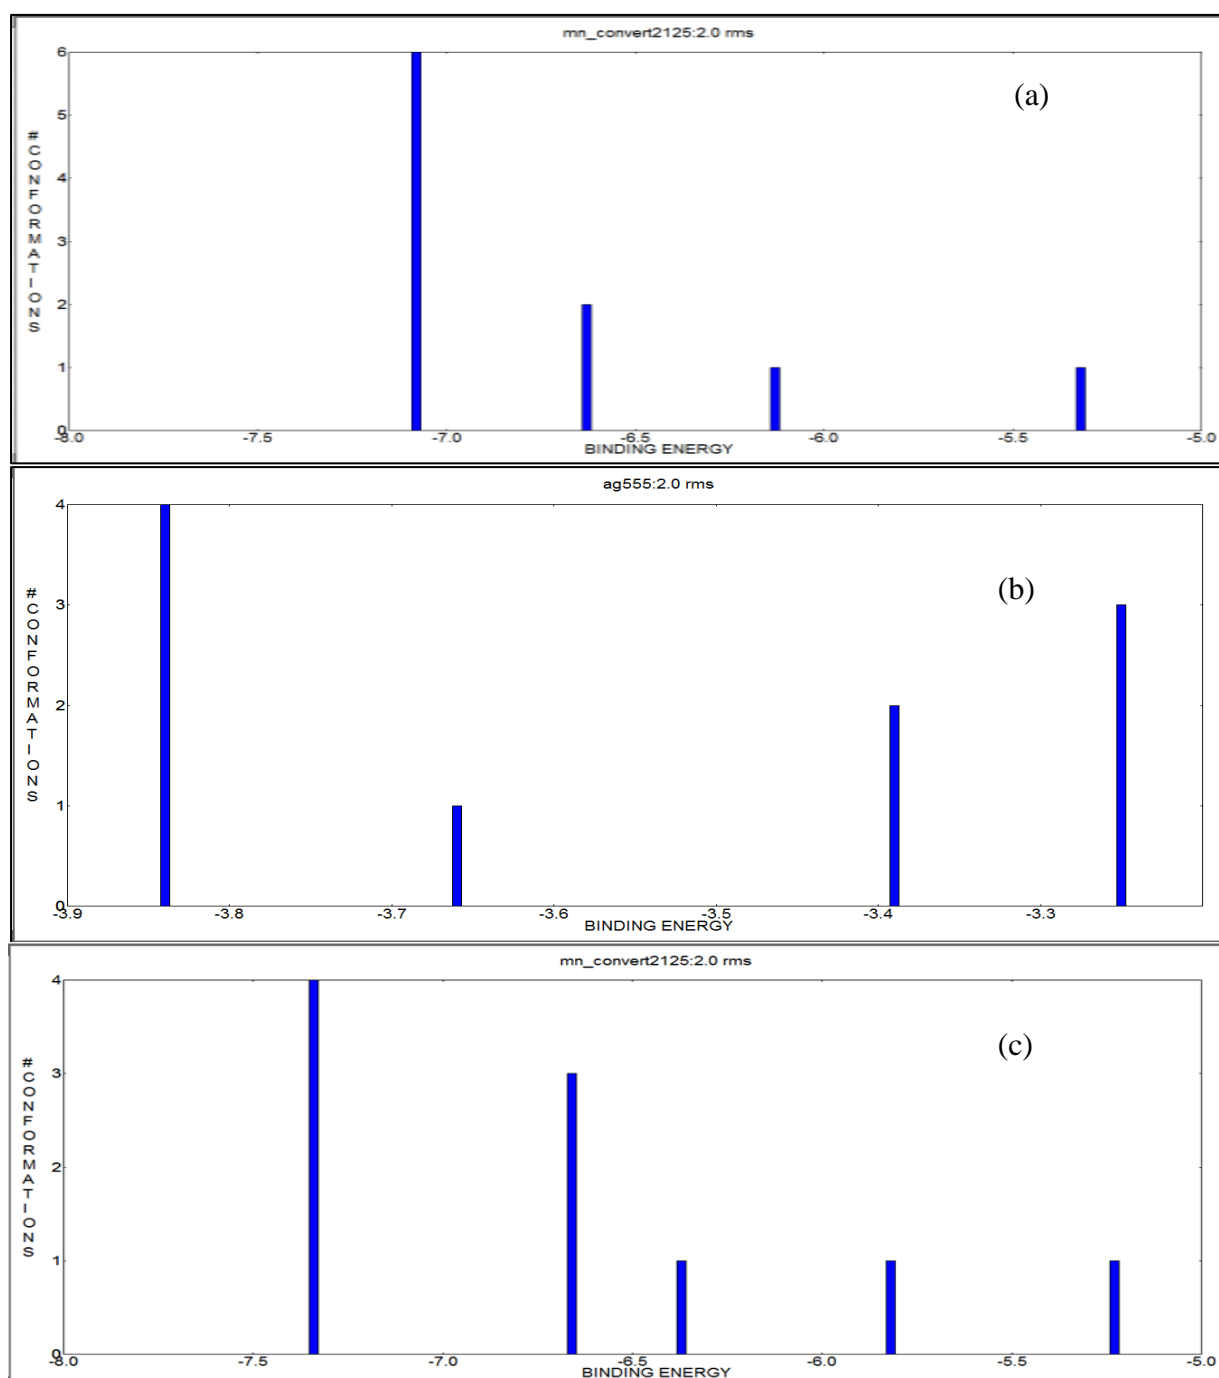 mn_convert2125:2.0 rms
(a)
6
5
4
3
2
1
0
#CONFORMATIONS
-8.0 -7.5 -7.0 -6.5 -6.0 -5.5 -5.0
BINDING ENERGY
ag555:2.0 rms
(b)
4
3
2
1
0
#CONFORMATIONS
-3.9 -3.8 -3.7 -3.6 -3.5 -3.4 -3.3
BINDING ENERGY
mn_convert2125:2.0 rms
(c)
4
3
2
1
0
#CONFORMATIONS
-8.0 -7.5 -7.0 -6.5 -6.0 -5.5 -5.0
BINDING ENERGY